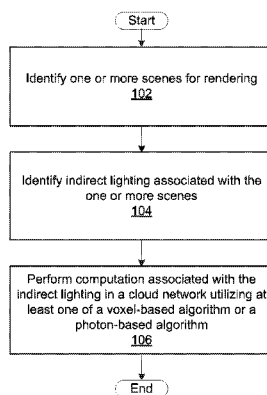 Start
Identify one or more scenes for rendering
102
Identify indirect lighting associated with the
one or more scenes
104
Perform computation associated with the
indirect lighting in a cloud network utilizing at
least one of a voxel-based algorithm or a
photon-based algorithm
106
End